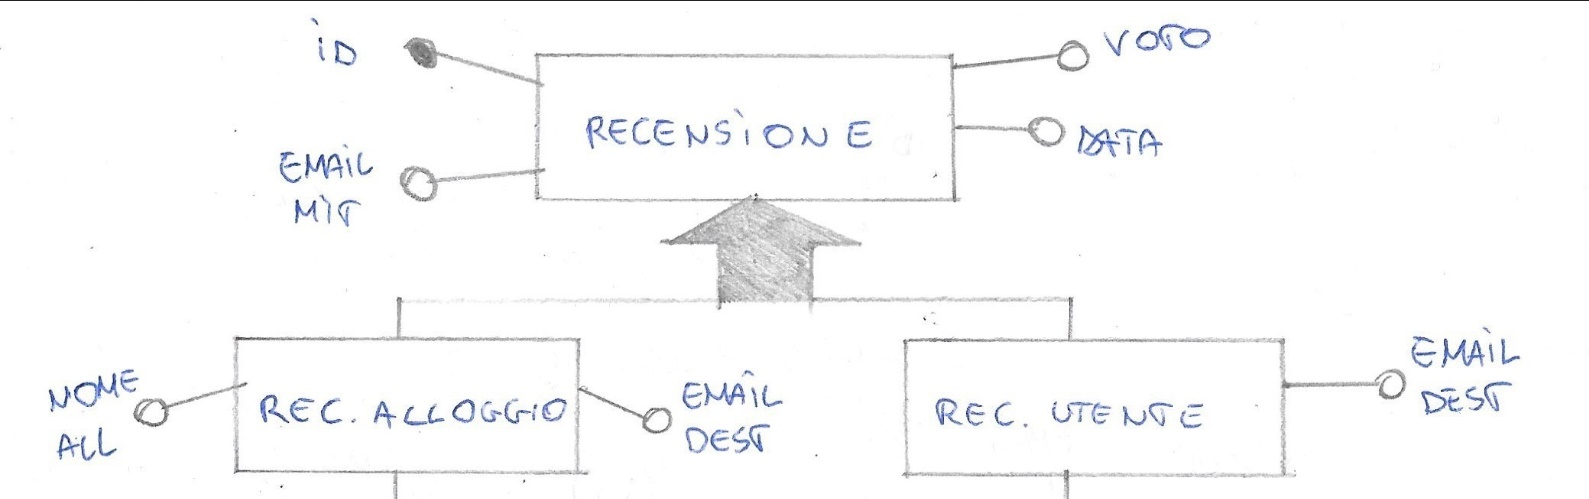 iD
VOTO
RECENSiONE
DATA
EMAiL
MiT
NOME
ALL
REC. ALLOGGiO
EMAiL
DEST
REC. UTENTE
EMAiL
DEST